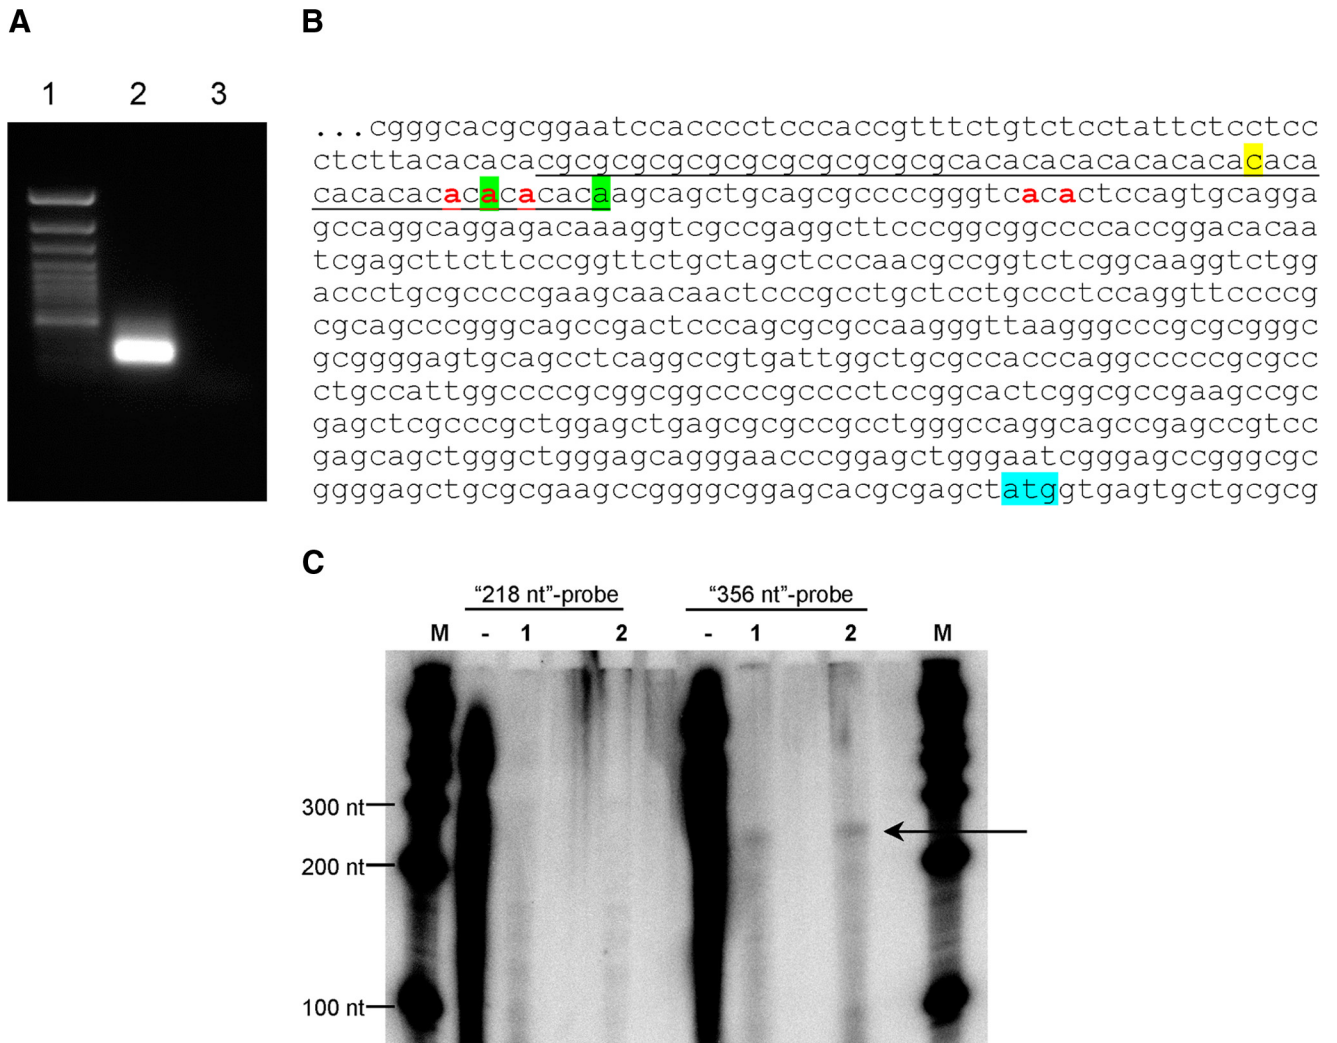 A
B
1 2 3
...cgggcacgcggaatccacccctcccaccgtttctgtctcctattctcctcc
ctcttacacacacgcgcgcgcgcgcgcgcgcgcgcacacacacacacacacaca
cacacacacacacacacaagcagctgcagcgccccgggtcacactccagtgcagga
gccaggcaggagacaaaggtcgccgaggcttcccggcggccccaccggacacaa
tcgagcttcttcccggttctgctagctcccaacgccggtctcggcaaggtctgg
accctgcgccccgaagcaacaactcccgcctgctcctgccctccaggttccccg
cgcagcccgggcagccgactcccagcgcgccaagggttaagggcccgcgcgggc
gcggggagtgcagcctcaggccgtgattggctgcgccacccaggcccccgcgcc
ctgccattggccccgcggcggccccgcccctccggcactcggcgccgaagccgc
gagctcgcccgctggagctgagcgcgccgcctgggccaggcagccgagccgtcc
gagcagctgggctgggagcagggaacccggagctgggaatcgggagccgggcgc
ggggagctgcgcgaagccggggcggagcacgcgagctatggtgagtgctgcgcg
C
“218 nt”-probe “356 nt”-probe
M - 1 2 - 1 2 M
300 nt
200 nt
100 nt